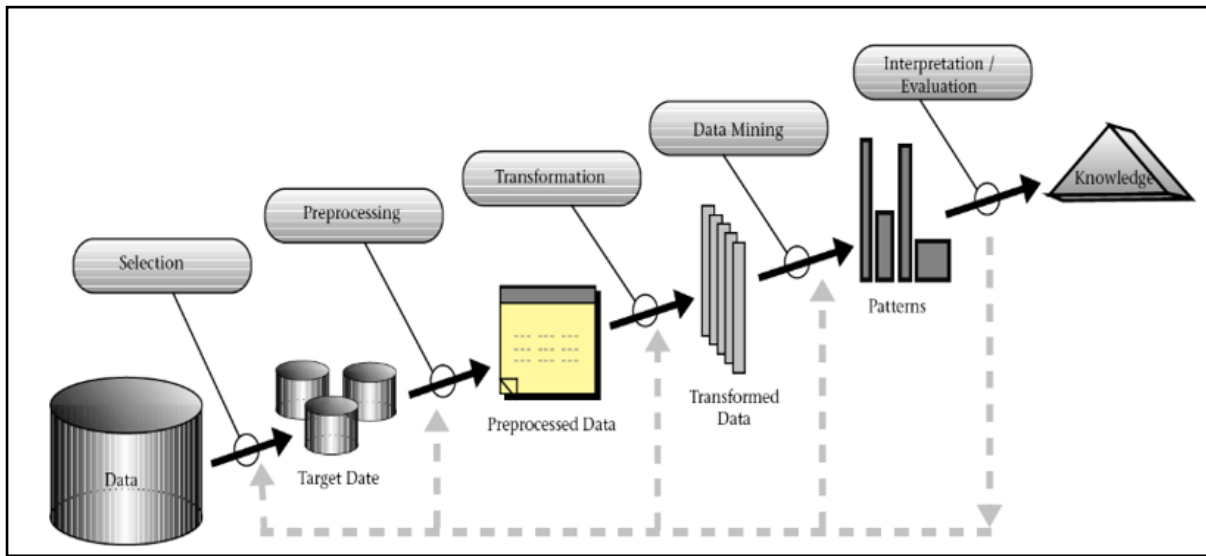 Interpretation /
Evaluation
Data Mining
Transformation
Preprocessing
Selection
Knowledge
Patterns
Transformed
Data
Preprocessed Data
Target Date
Data